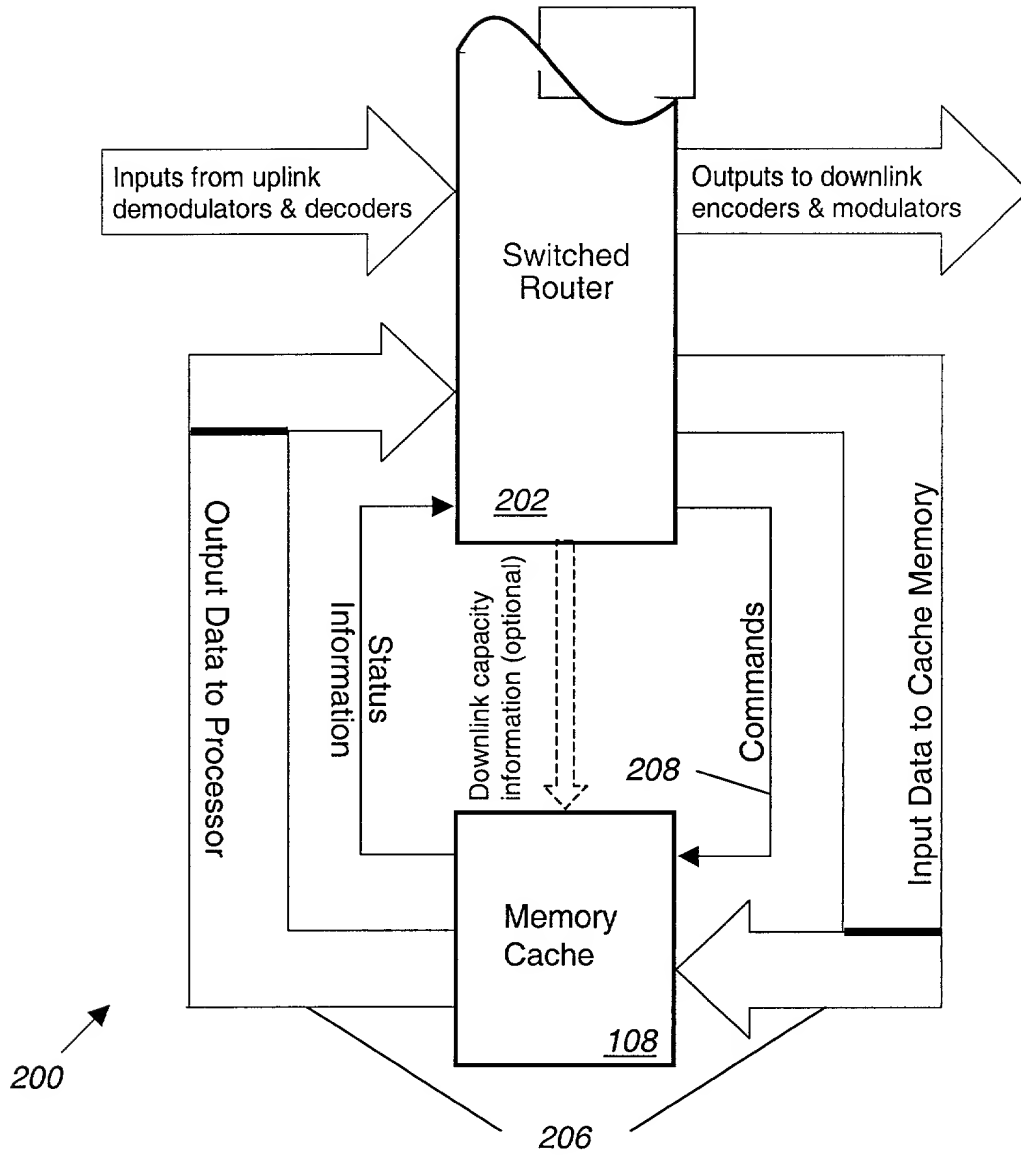 Inputs from uplink
demodulators & decoders
Outputs to downlink
encoders & modulators
Switched
Router
202
Output Data to Processor
Status
Information
Downlink capacity
information (optional)
Commands
208
Input Data to Cache Memory
Memory
Cache
108
200
206